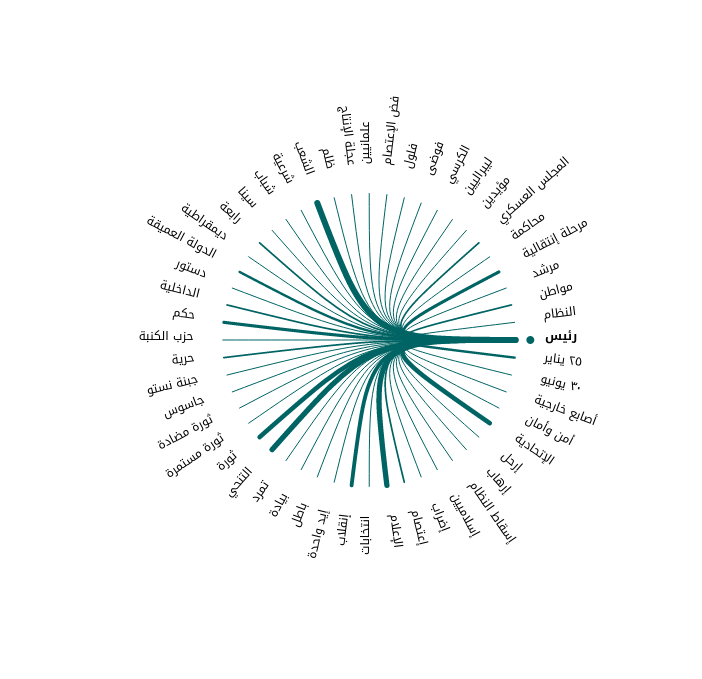 رئيس
٢٥ يناير
٣٠ يونيو
أصابع خارجية
أمن وأمان
الإتحادية
إرحل
إرهاب
إسقاط النظام
إسلاميين
إضراب
إعتصام
الإعلام
انتخابات
إنقلاب
إيد واحدة
باطل
بيادة
تمرد
التنحي
ثورة
ثورة مستمرة
ثورة مضادة
جاسوس
جبنة نستو
حرية
حزب الكنبة
حكم
الداخلية
دستور
الدولة العميقة
ديمقراطية
رابعة
سينا
شباب
شرعية
الشعب
ظلم
عجلة الإنتاج
علمانيين
فض الإعتصام
فلول
فوضى
الكرسي
ليبراليين
مؤيدين
المجلس العسكري
محاكمة
مرحلة إنتقالية
مرشد
مواطن
النظام